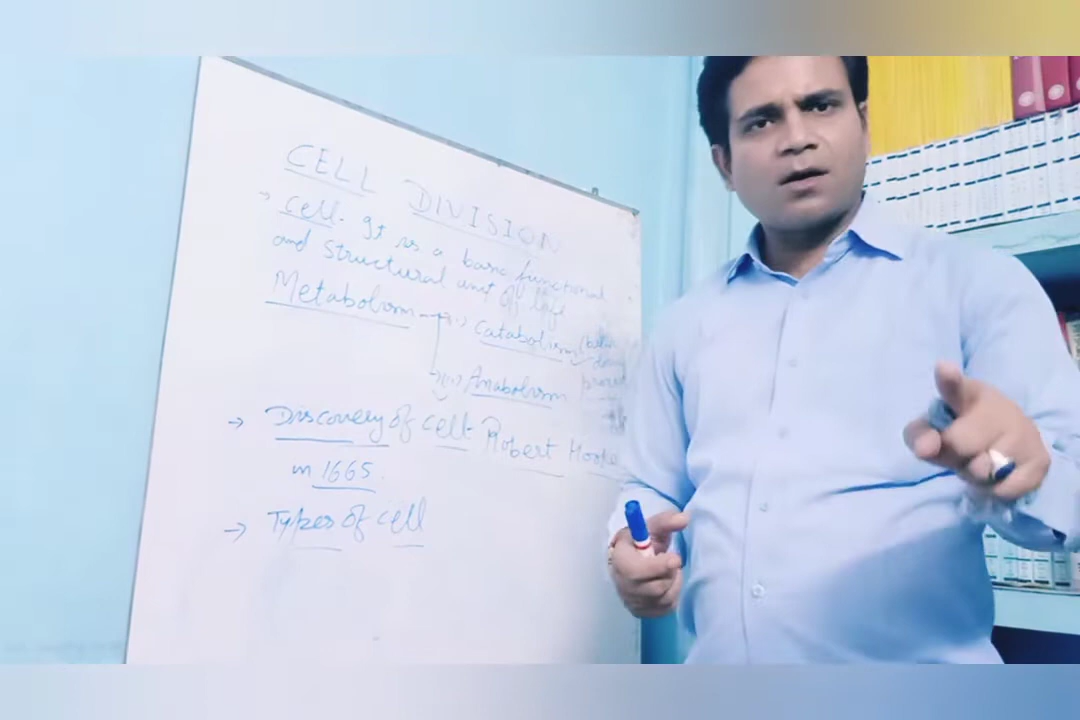 CELL DIVISION
→ Cell. It is a basic functional
and structural unit of life
Metabolism → (i) Catabolism
→ (ii) Anabolism
→ Discovery of cell Robert Hooke
in 1665.
→ Types of cell